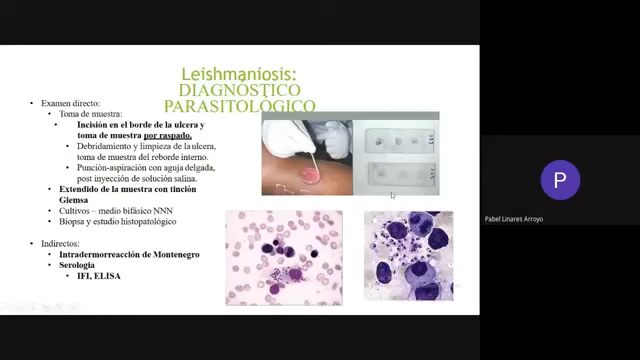 Leishmaniosis:
DIAGNÓSTICO
PARASITOLÓGICO
• Examen directo:
• Toma de muestra:
• Incisión en el borde de la ulcera y
toma de muestra por raspado.
• Debridamiento y limpieza de la ulcera,
toma de muestra del reborde interno.
• Punción-aspiración con aguja delgada,
post inyección de solución salina.
• Extendido de la muestra con tinción
Giemsa
• Cultivos – medio bifásico NNN
• Biopsa y estudio histopatológico
• Indirectos:
• Intradermorreacción de Montenegro
• Serologia
• IFI, ELISA
P
Pabel Linares Arroyo